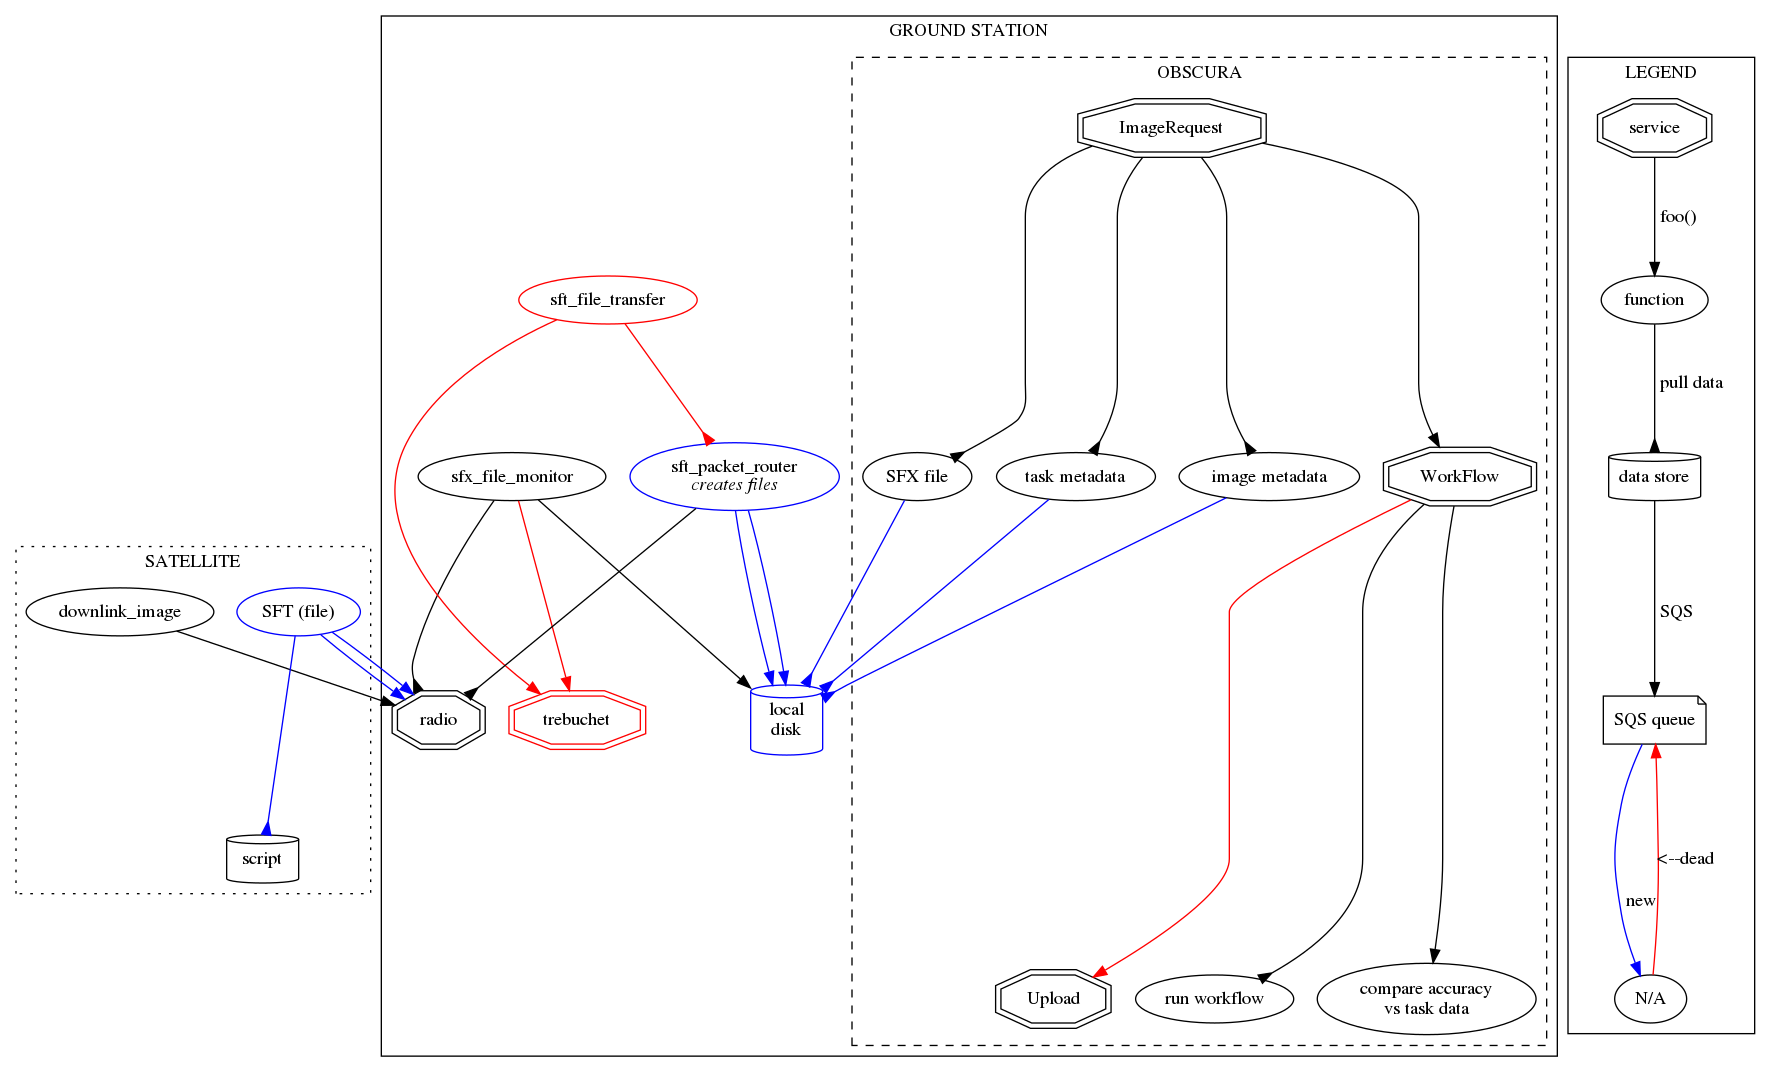 GROUND STATION
OBSCURA
LEGEND
ImageRequest
service
foo()
sft_file_transfer
function
pull data
sfx_file_monitor
sft_packet_router
creates files
SFX file
task metadata
image metadata
WorkFlow
data store
SATELLITE
downlink_image
SFT (file)
SQS
radio
trebuchet
local
disk
SQS queue
script
<--dead
new
Upload
run workflow
compare accuracy
vs task data
N/A